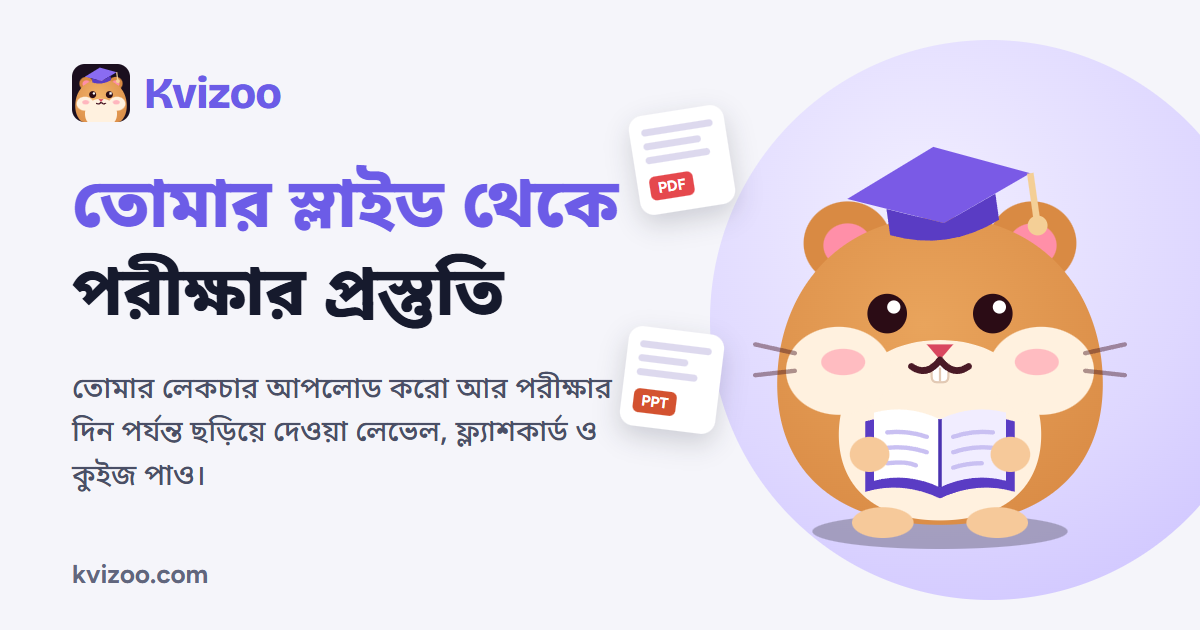 Kvizoo
তোমার স্লাইড থেকে
পরীক্ষার প্রস্তুতি
তোমার লেকচার আপলোড করো আর পরীক্ষার
দিন পর্যন্ত ছড়িয়ে দেওয়া লেভেল, ফ্ল্যাশকার্ড ও
কুইজ পাও।
kvizoo.com
PDF
PPT